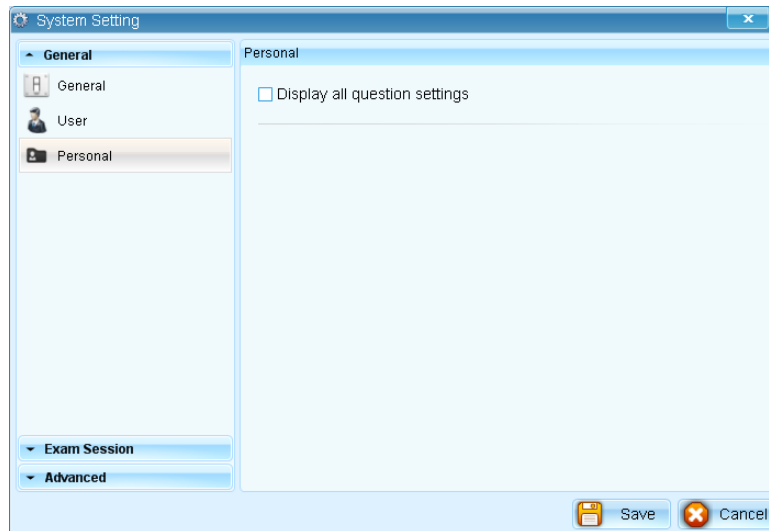 System Setting
General
General
User
Personal
Exam Session
Advanced
Personal
Display all question settings
Save
Cancel